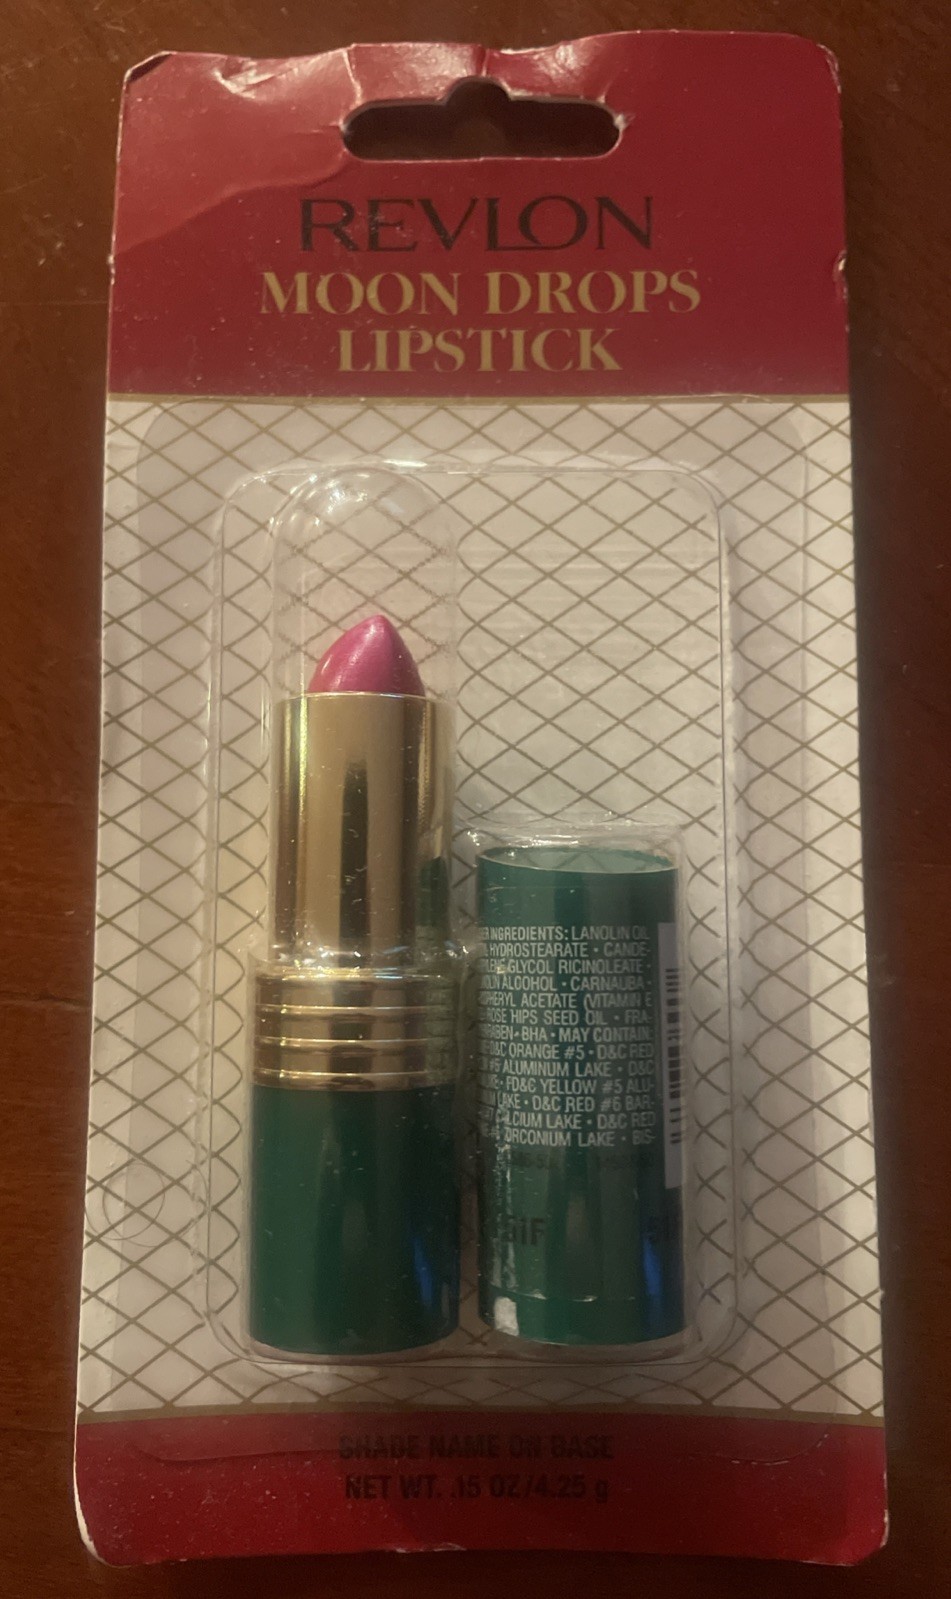 REVLON
MOON DROPS
LIPSTICK
INGREDIENTS: LANOLIN OIL
HYDROSTEARATE • CANDE-
GLYCOL RICINOLEATE •
ALCOHOL • CARNAUBA •
ACETATE (VITAMIN E
ROSE HIPS SEED OIL • FRA-
BHA • MAY CONTAIN:
ORANGE #5 • D&C RED
ALUMINUM LAKE • D&C
FD&C YELLOW #5 ALU-
LAKE • D&C RED #6 BAR-
CALCIUM LAKE • D&C RED
ZIRCONIUM LAKE • BIS-
SHADE NAME ON BASE
NET WT. .15 OZ/4.25 g